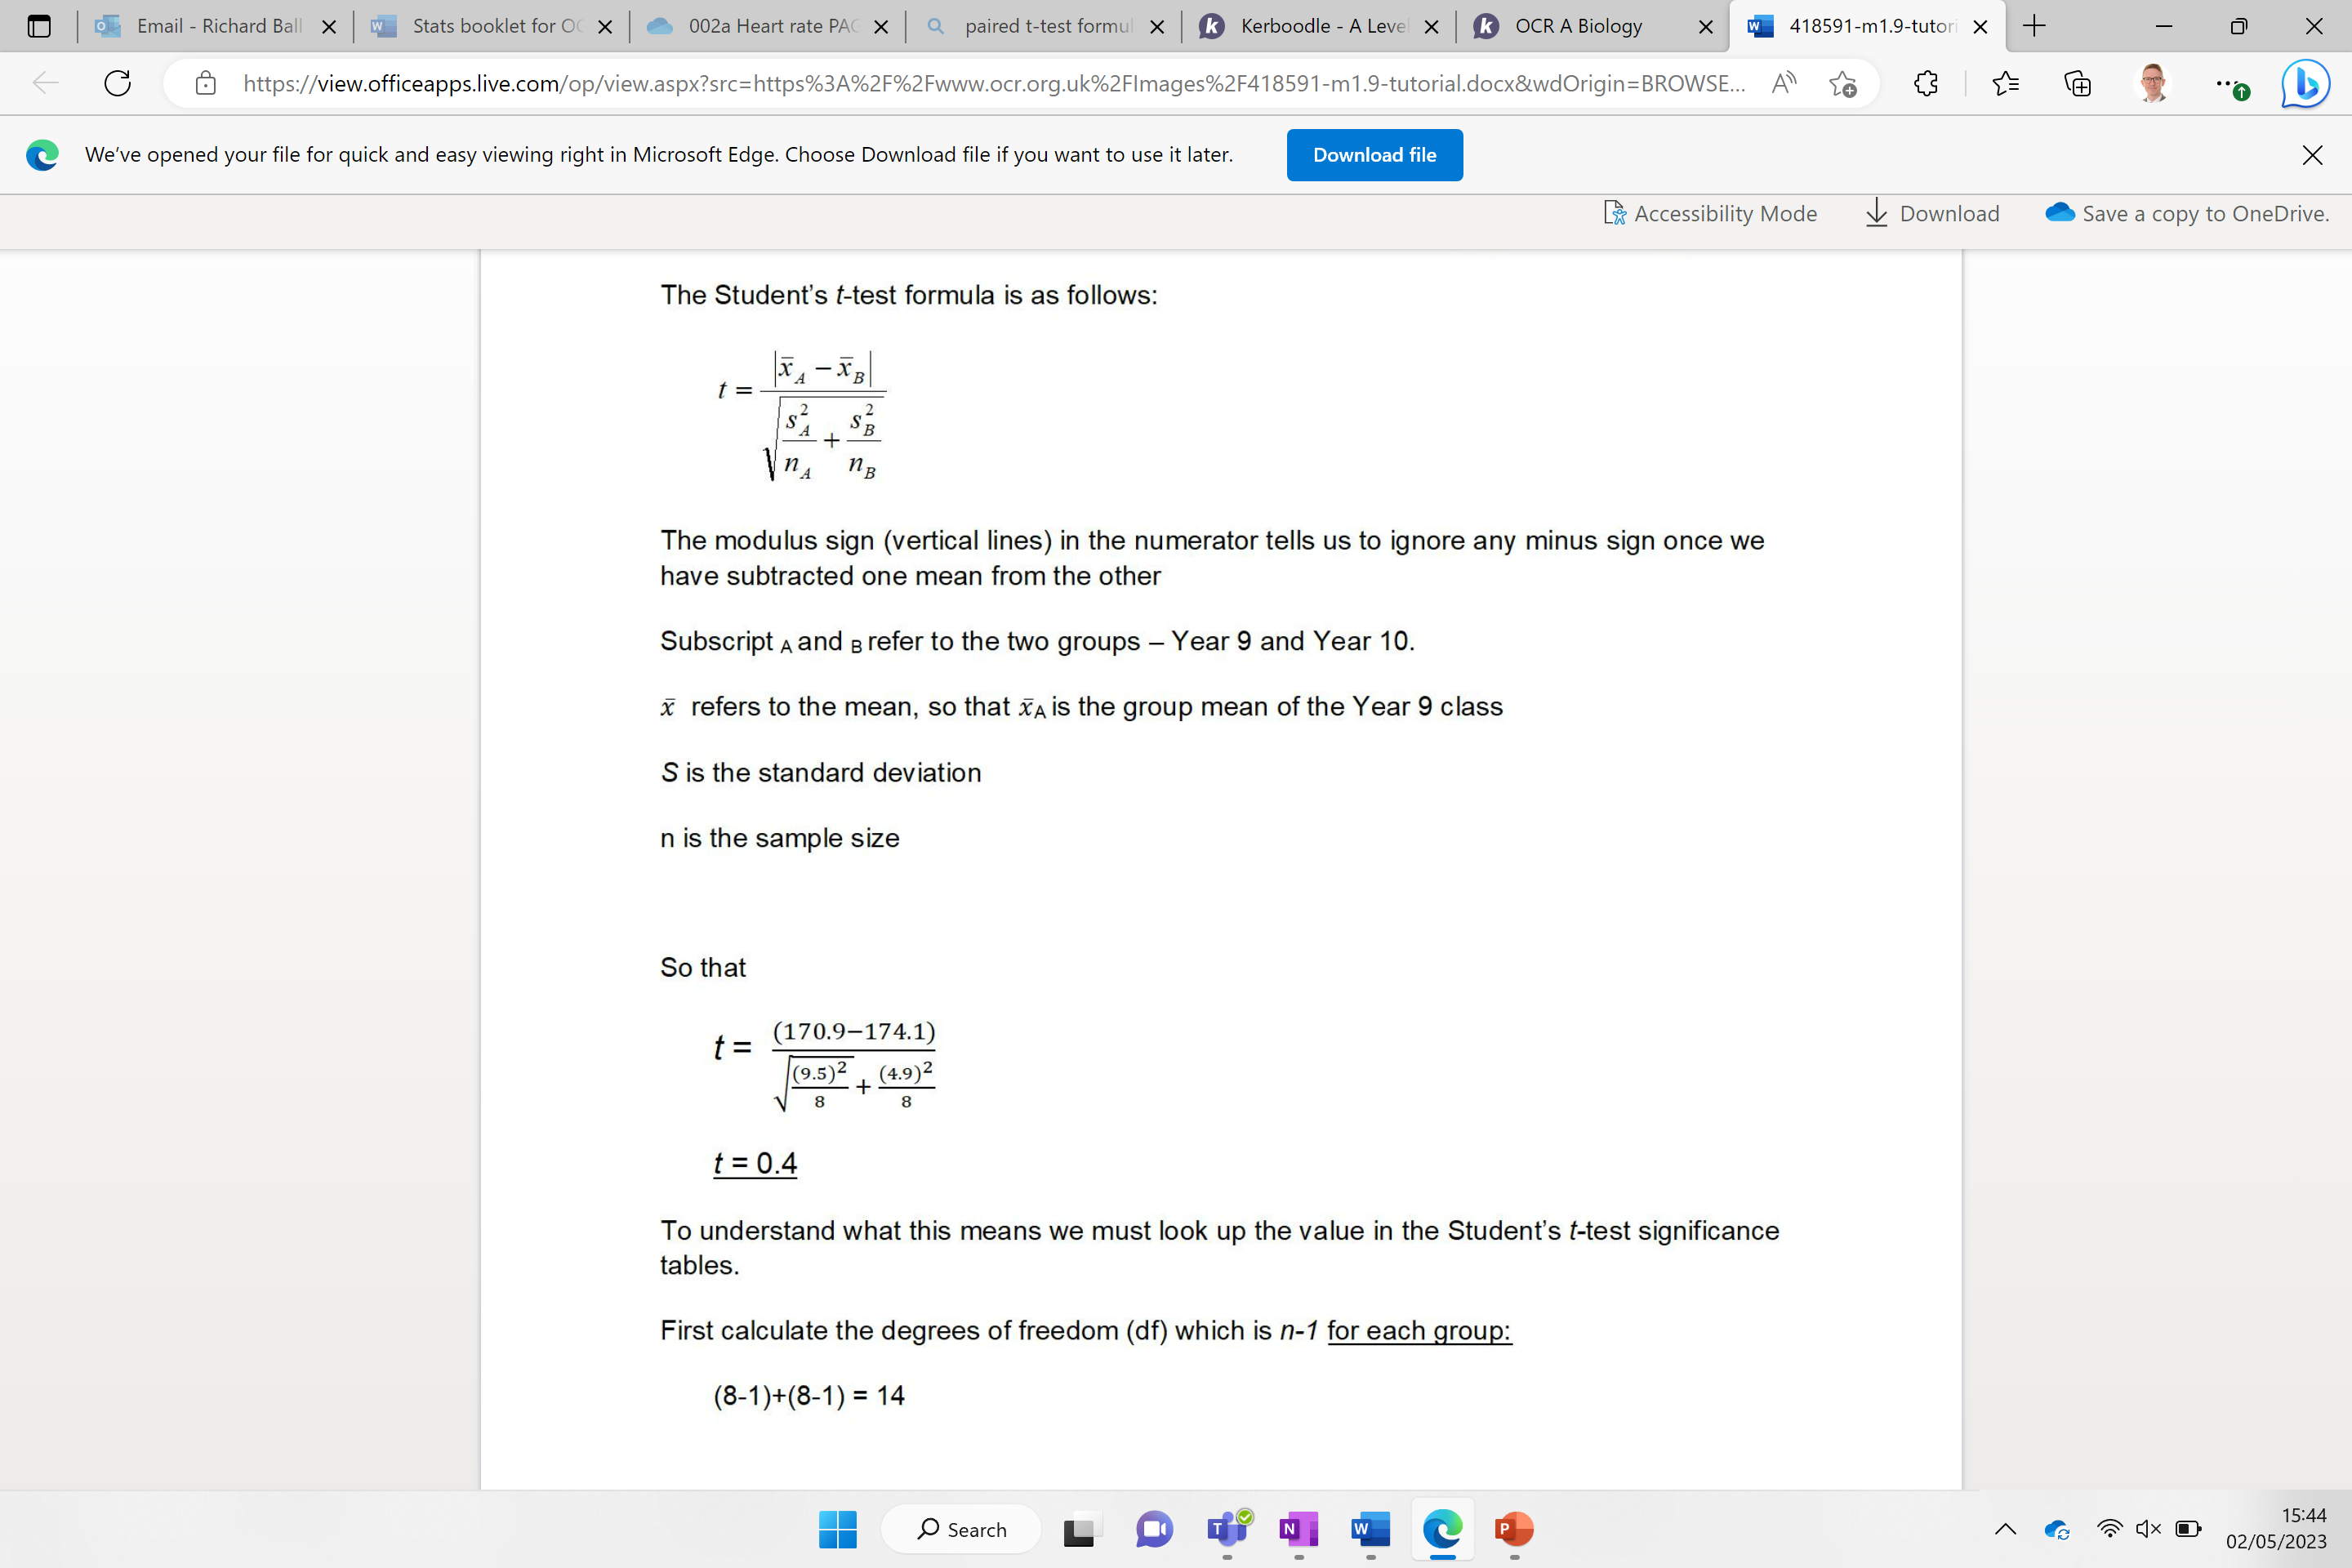 Email - Richard Ball
Stats booklet for OC
002a Heart rate PAG
paired t-test formul
Kerboodle - A Level
OCR A Biology
418591-m1.9-tutori
https://view.officeapps.live.com/op/view.aspx?src=https%3A%2F%2Fwww.ocr.org.uk%2FImages%2F418591-m1.9-tutorial.docx&wdOrigin=BROWSE...
We've opened your file for quick and easy viewing right in Microsoft Edge. Choose Download file if you want to use it later.
Download file
Accessibility Mode
Download
Save a copy to OneDrive.
The Student's t-test formula is as follows:
t = |x̄A − x̄B| / √(s²A/nA + s²B/nB)
The modulus sign (vertical lines) in the numerator tells us to ignore any minus sign once we
have subtracted one mean from the other
Subscript A and B refer to the two groups – Year 9 and Year 10.
x̄ refers to the mean, so that x̄A is the group mean of the Year 9 class
S is the standard deviation
n is the sample size
So that
t = (170.9−174.1) / √((9.5)²/8 + (4.9)²/8)
t = 0.4
To understand what this means we must look up the value in the Student's t-test significance
tables.
First calculate the degrees of freedom (df) which is n-1 for each group:
(8-1)+(8-1) = 14
Search
15:44
02/05/2023